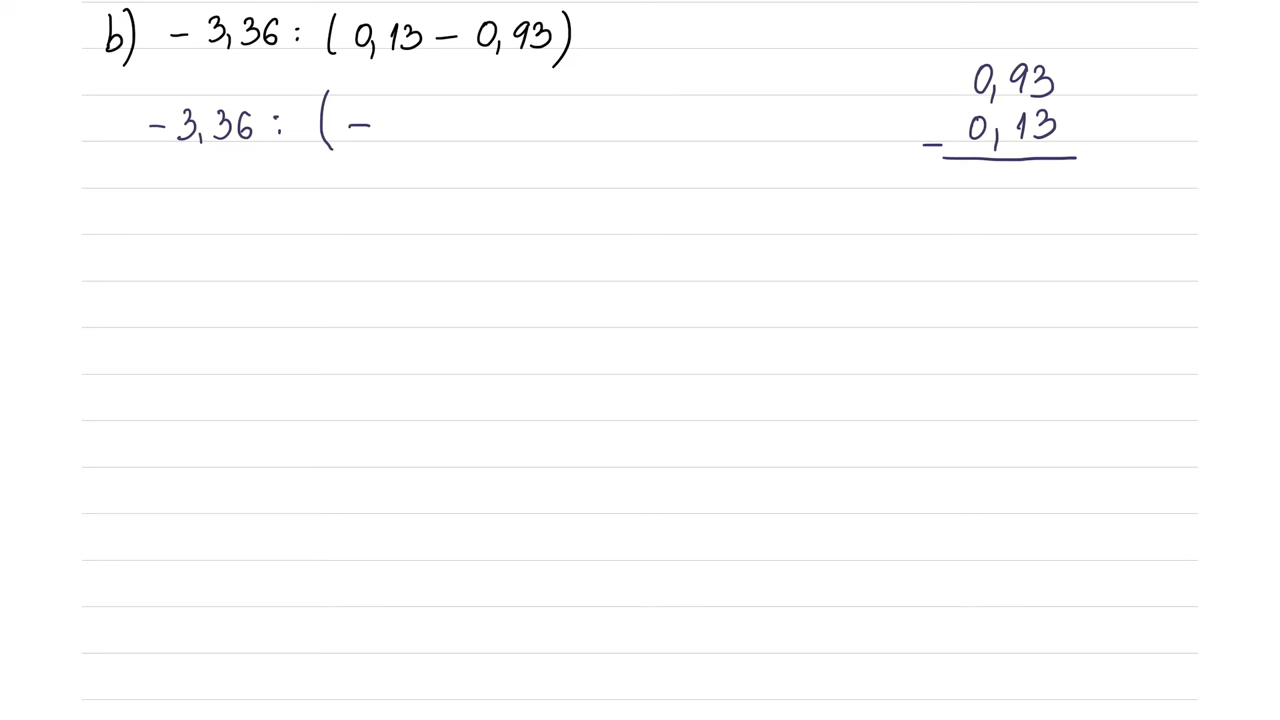 b) - 3,36 : ( 0,13 - 0,93 )
- 3,36 : ( -
0,93
0,13
-